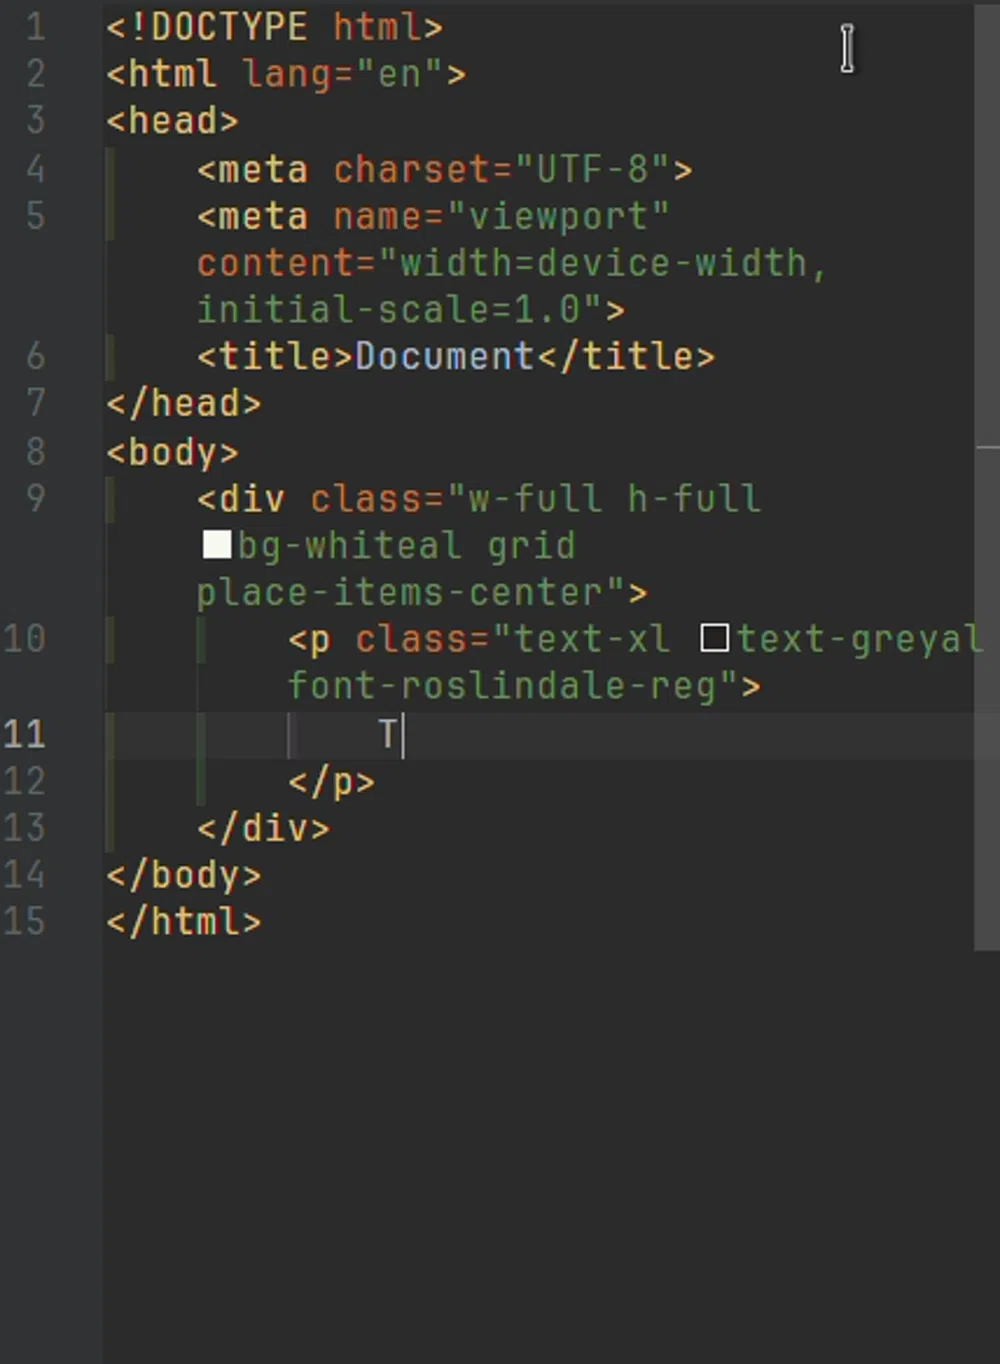 1 <!DOCTYPE html>
2 <html lang="en">
3 <head>
4 <meta charset="UTF-8">
5 <meta name="viewport"
content="width=device-width,
initial-scale=1.0">
6 <title>Document</title>
7 </head>
8 <body>
9 <div class="w-full h-full
bg-whiteal grid
place-items-center">
10 <p class="text-xl text-greyal
font-roslindale-reg">
11 T
12 </p>
13 </div>
14 </body>
15 </html>